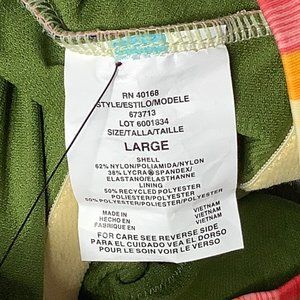 RN 40168
STYLE/ESTILO/MODELE
673713
LOT 6001834
SIZE/TALLA/TAILLE
LARGE
SHELL
62% NYLON/POLIAMIDA/NYLON
38% LYCRA® SPANDEX/
ELASTANO/ELASTHANNE
LINING
50% RECYCLED POLYESTER
POLIESTER/POLYESTER
50% POLYESTER/POLIESTER/POLYESTER
MADE IN VIETNAM
HECHO EN VIETNAM
FABRIQUE EN VIETNAM
FOR CARE SEE REVERSE SIDE
PARA EL CUIDADO VEA EL DORSO
POUR L'ENTRETIEN VOIR LE VERSO